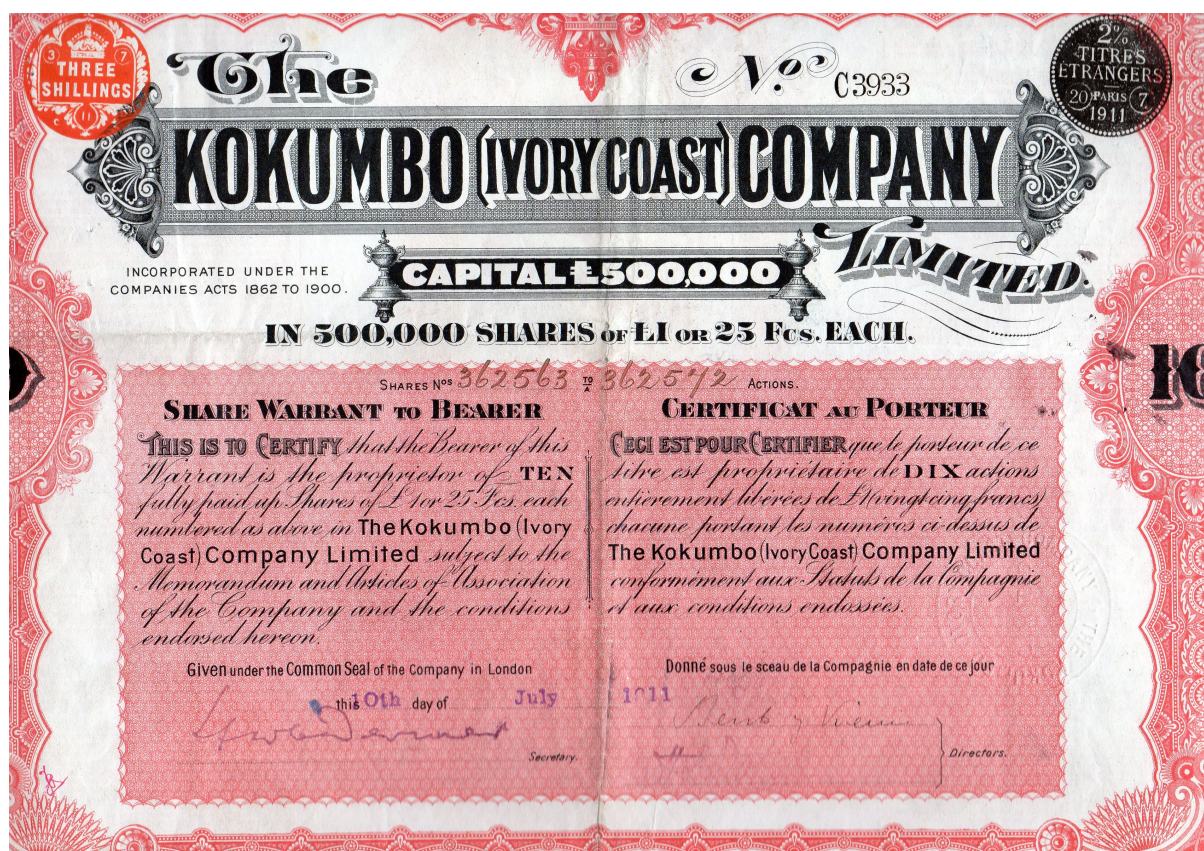 3 7
THREE
SHILLINGS
The
No. C3933
2%
TITRES
ETRANGERS
20 PARIS 7
1911
KOKUMBO (IVORY COAST) COMPANY
LIMITED.
INCORPORATED UNDER THE
COMPANIES ACTS 1862 TO 1900.
CAPITAL £500,000
IN 500,000 SHARES OF £1 OR 25 FCS. EACH.
10
SHARES Nos 362563 TO A 362572 ACTIONS.
SHARE WARRANT TO BEARER
THIS IS TO CERTIFY that the Bearer of this
Warrant is the proprietor of TEN
fully paid up Shares of £1 or 25 Fcs. each
numbered as above in The Kokumbo (Ivory
Coast) Company Limited subject to the
Memorandum and Articles of Association
of the Company and the conditions
endorsed hereon.
Given under the Common Seal of the Company in London
this 10th day of July 1911
Secretary.
CERTIFICAT AU PORTEUR
CECI EST POUR CERTIFIER que le porteur de ce
titre est propriétaire de DIX actions
entièrement libérées de £1 (vingt cinq francs)
chacune portant les numéros ci-dessus de
The Kokumbo (Ivory Coast) Company Limited
conformément aux Statuts de la Compagnie
et aux conditions endossées.
Donné sous le sceau de la Compagnie en date de ce jour
Directors.